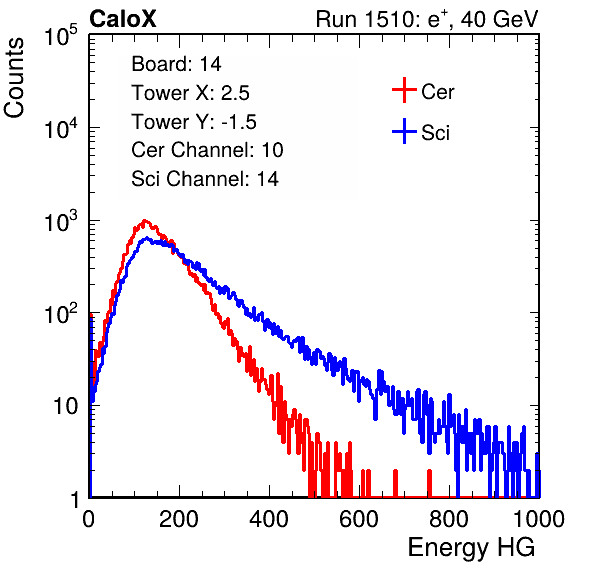 CaloX Run 1510: e⁺, 40 GeV
Counts
10⁵
10⁴
10³
10²
10
1
Board: 14
Tower X: 2.5
Tower Y: -1.5
Cer Channel: 10
Sci Channel: 14
Cer
Sci
0 200 400 600 800 1000
Energy HG